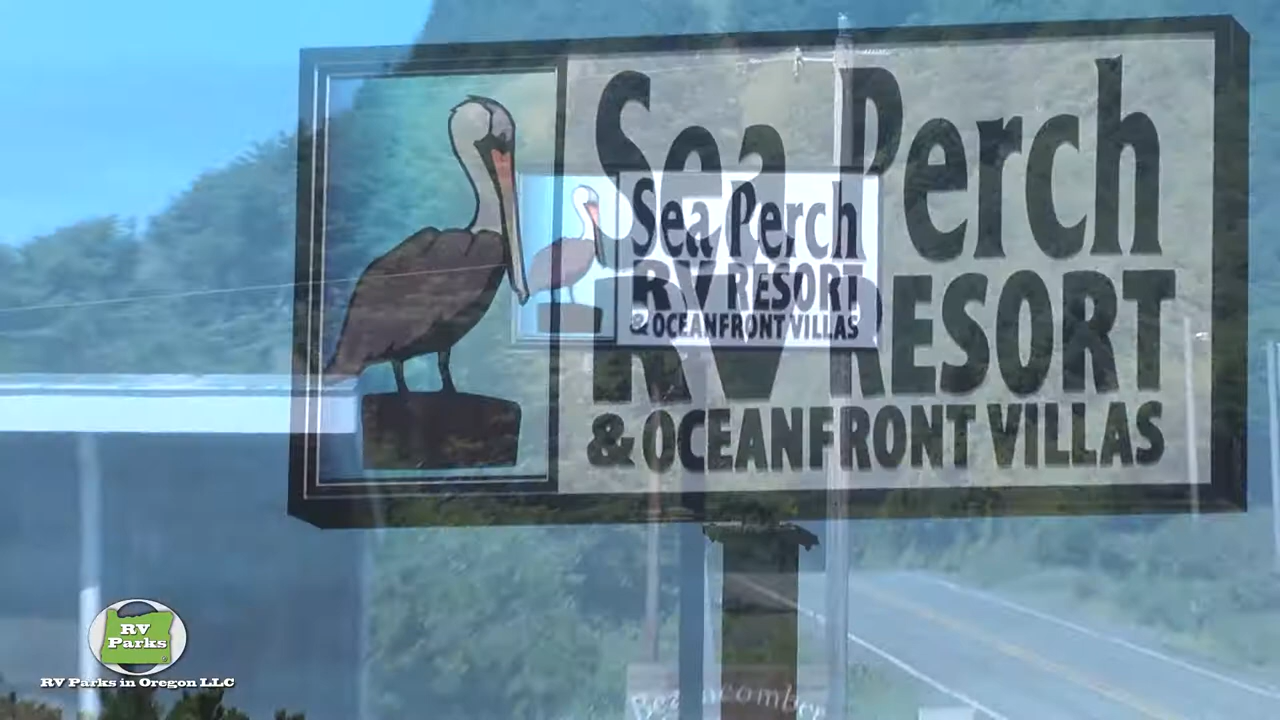 Sea Perch
RV RESORT
& OCEANFRONT VILLAS
Sea Perch
RV RESORT
& OCEANFRONT VILLAS
RV
Parks
RV Parks in Oregon LLC